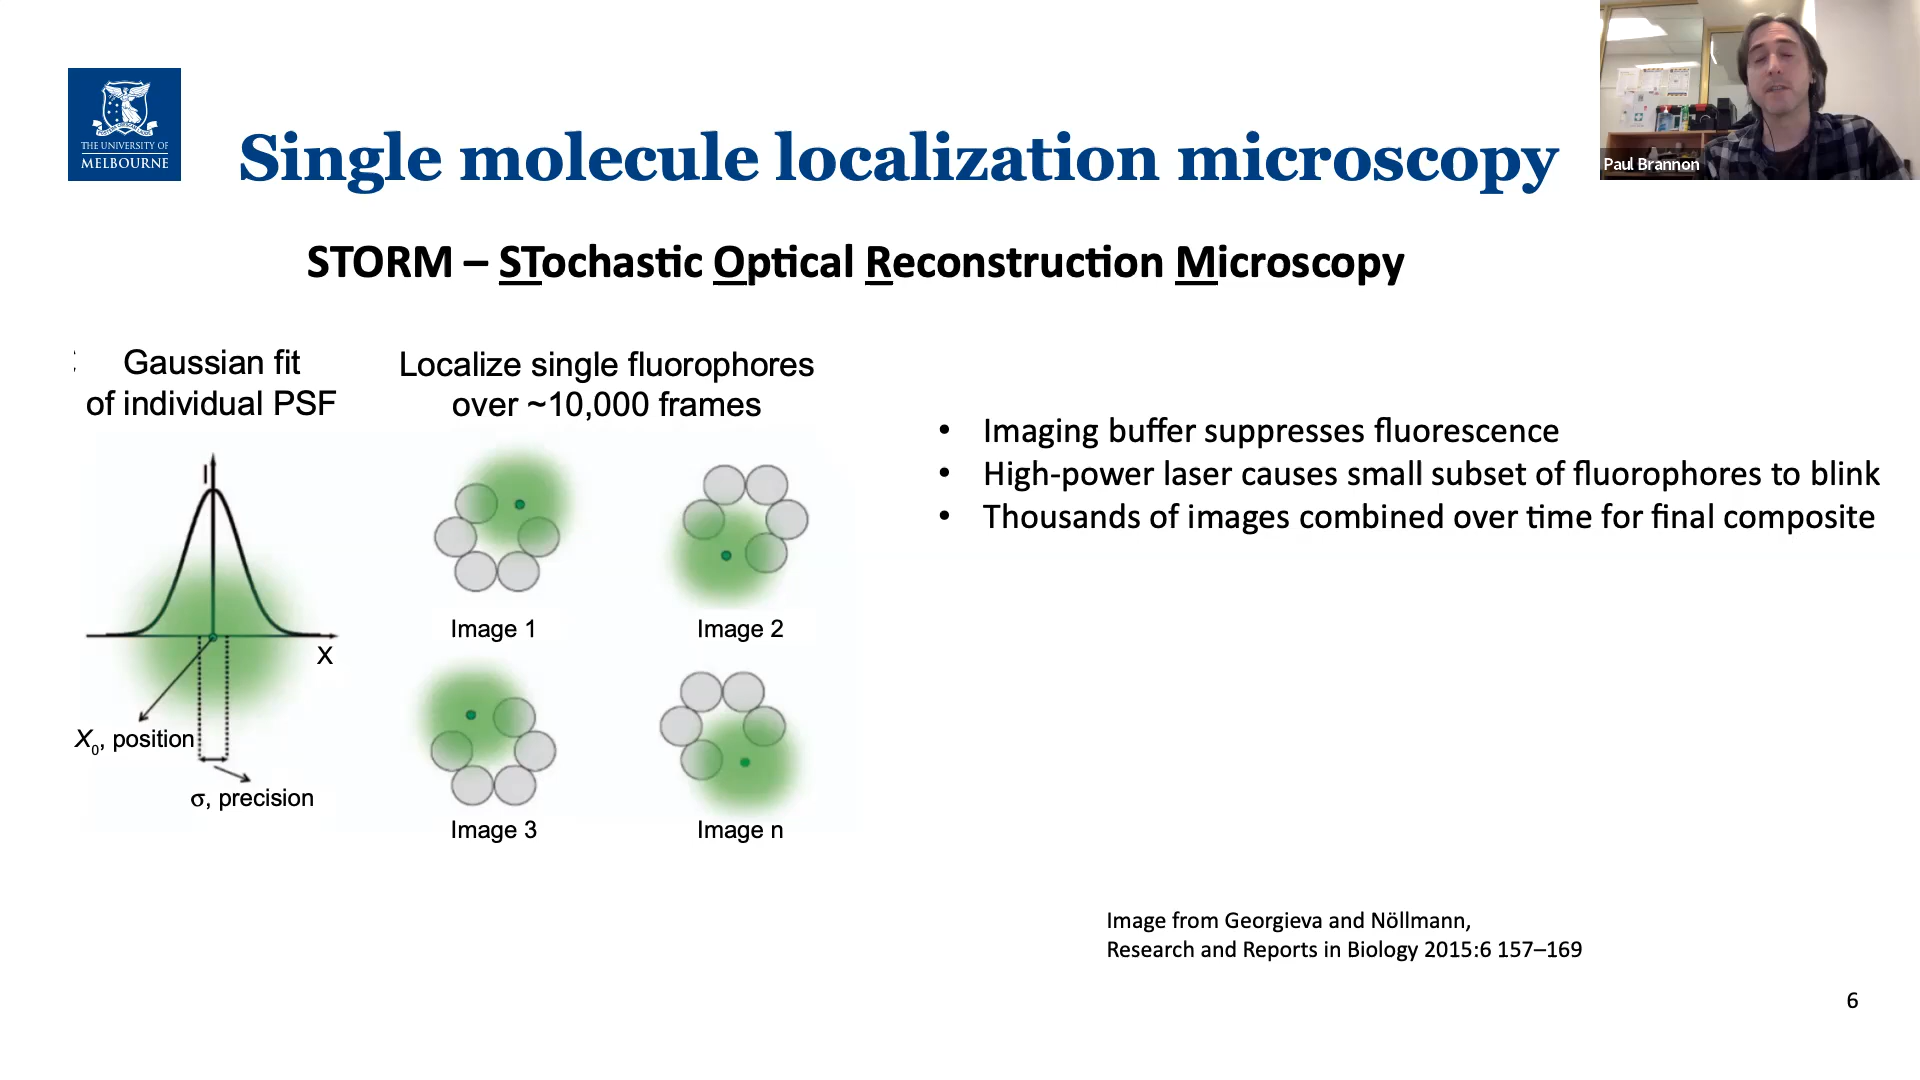 THE UNIVERSITY OF
MELBOURNE
Single molecule localization microscopy
Paul Brannon
STORM – STochastic Optical Reconstruction Microscopy
Gaussian fit
of individual PSF
I
X
X0, position
σ, precision
Localize single fluorophores
over ~10,000 frames
Image 1
Image 2
Image 3
Image n
• Imaging buffer suppresses fluorescence
• High-power laser causes small subset of fluorophores to blink
• Thousands of images combined over time for final composite
Image from Georgieva and Nöllmann,
Research and Reports in Biology 2015:6 157–169
6